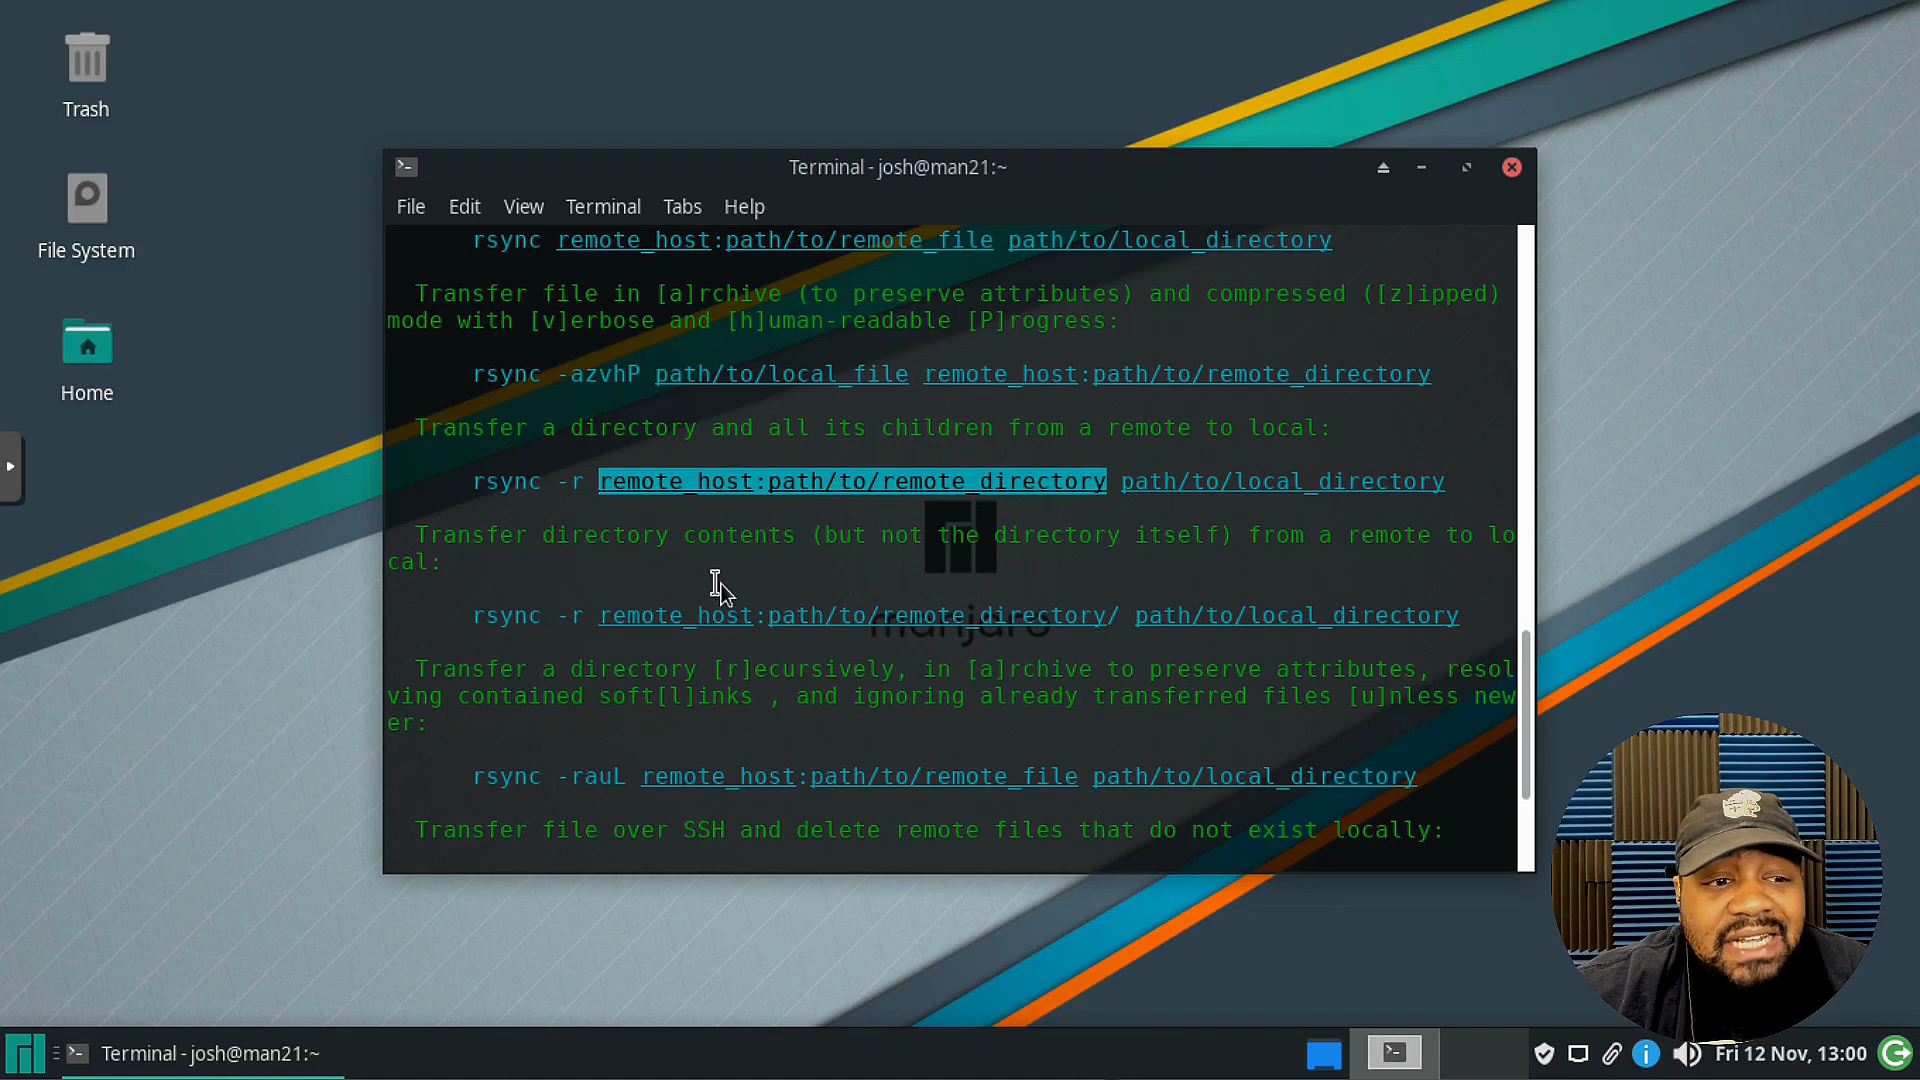 Trash
File System
Home
Terminal - josh@man21:~
File Edit View Terminal Tabs Help
rsync remote_host:path/to/remote_file path/to/local_directory
Transfer file in [a]rchive (to preserve attributes) and compressed ([z]ipped)
mode with [v]erbose and [h]uman-readable [P]rogress:
rsync -azvhP path/to/local_file remote_host:path/to/remote_directory
Transfer a directory and all its children from a remote to local:
rsync -r remote_host:path/to/remote_directory path/to/local_directory
Transfer directory contents (but not the directory itself) from a remote to lo
cal:
rsync -r remote_host:path/to/remote_directory/ path/to/local_directory
manjaro
Transfer a directory [r]ecursively, in [a]rchive to preserve attributes, resol
ving contained soft[l]inks , and ignoring already transferred files [u]nless new
er:
rsync -rauL remote_host:path/to/remote_file path/to/local_directory
Transfer file over SSH and delete remote files that do not exist locally:
Terminal - josh@man21:~
Fri 12 Nov, 13:00